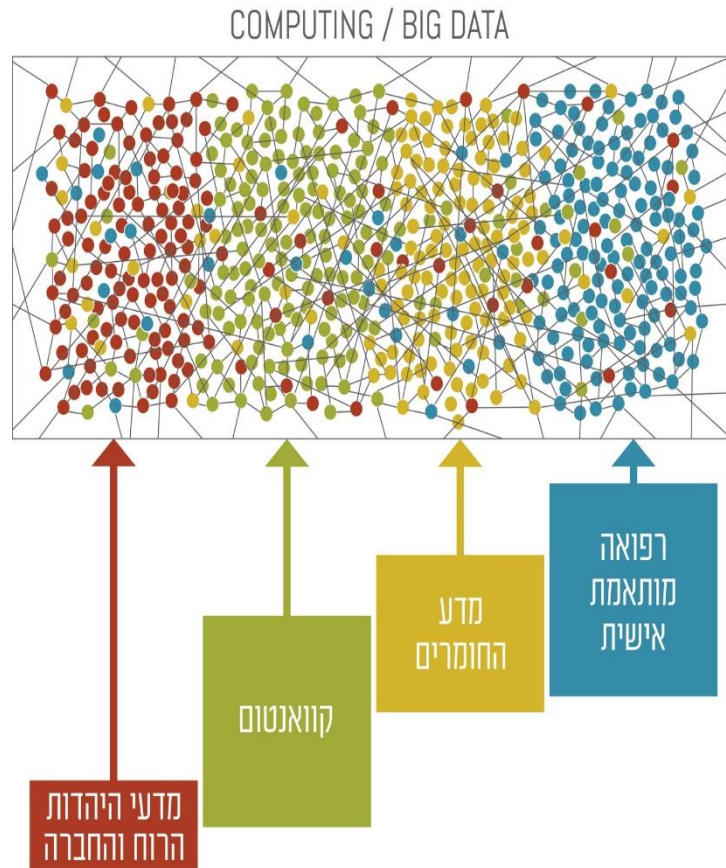 COMPUTING / BIG DATA
רפואה
מותאמת
אישית
מדע
החומרים
קוואנטום
מדעי היהדות
הרוח והחברה